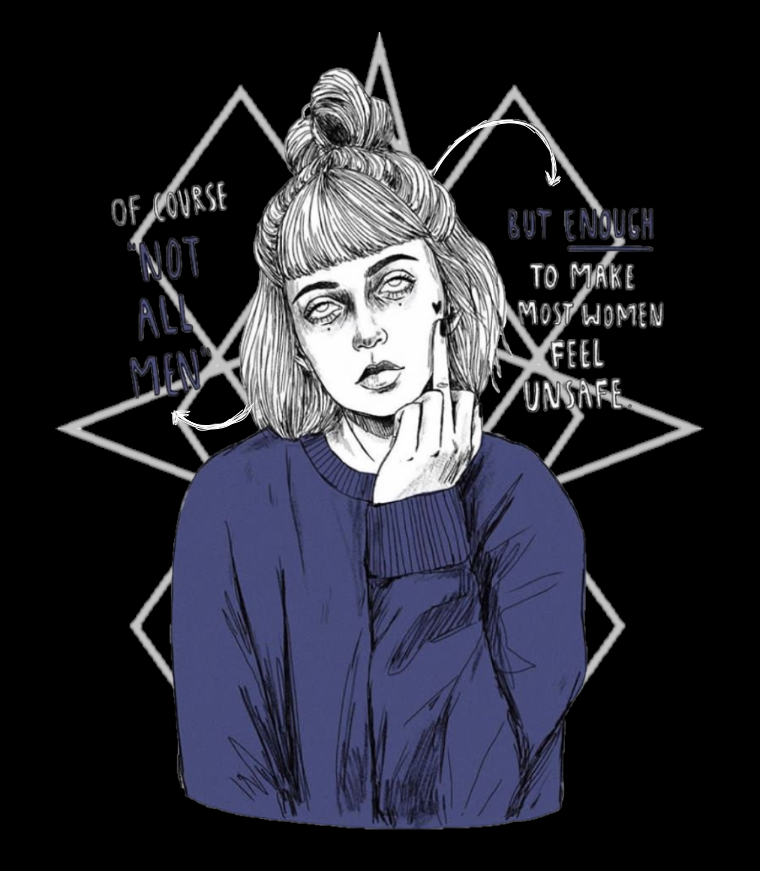 OF COURSE
"NOT
ALL
MEN"
BUT ENOUGH
TO MAKE
MOST WOMEN
FEEL
UNSAFE.